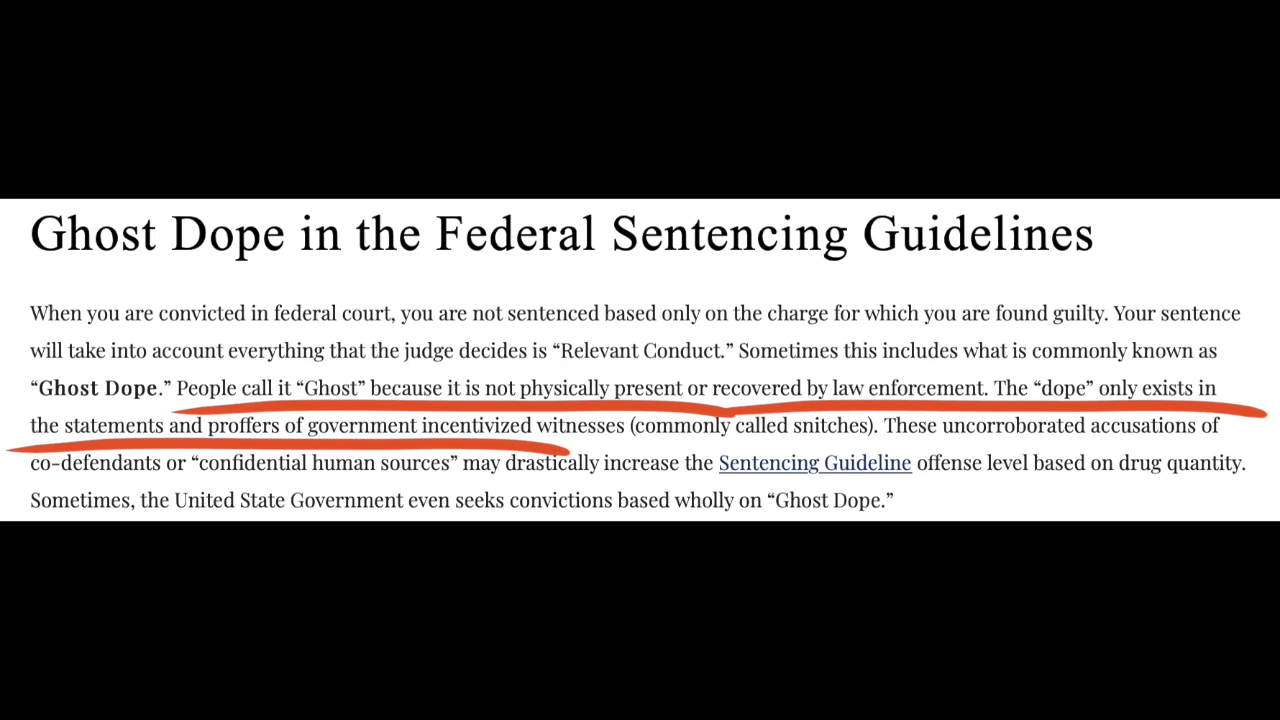 Ghost Dope in the Federal Sentencing Guidelines
When you are convicted in federal court, you are not sentenced based only on the charge for which you are found guilty. Your sentence
will take into account everything that the judge decides is “Relevant Conduct.” Sometimes this includes what is commonly known as
“Ghost Dope.” People call it “Ghost” because it is not physically present or recovered by law enforcement. The “dope” only exists in
the statements and proffers of government incentivized witnesses (commonly called snitches). These uncorroborated accusations of
co-defendants or “confidential human sources” may drastically increase the Sentencing Guideline offense level based on drug quantity.
Sometimes, the United State Government even seeks convictions based wholly on “Ghost Dope.”